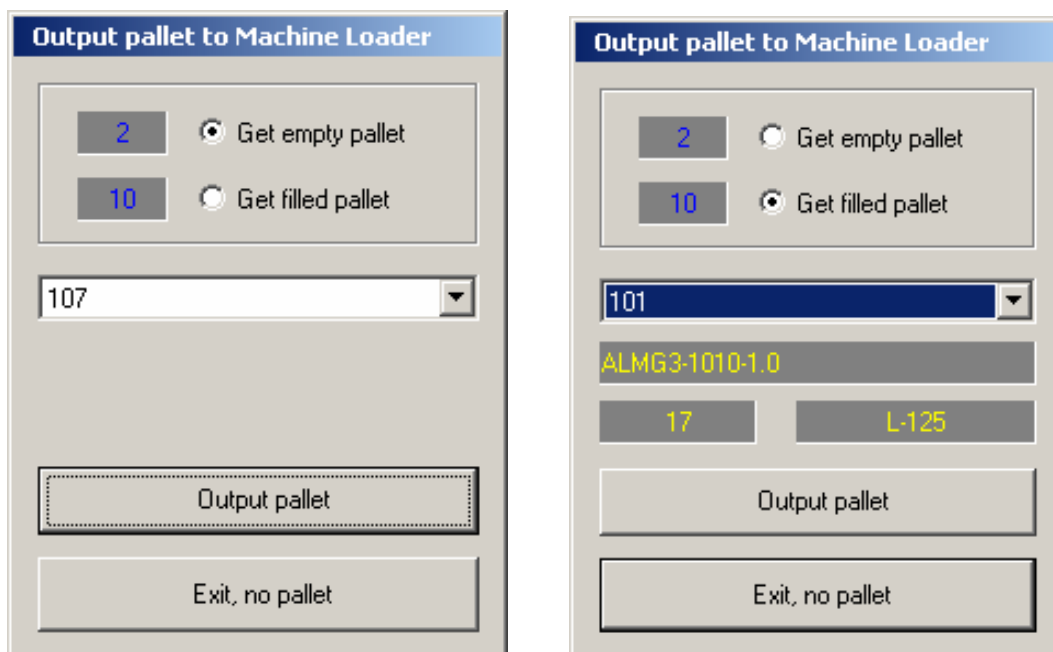 Output pallet to Machine Loader
2 Get empty pallet
10 Get filled pallet
107
Output pallet
Exit, no pallet
Output pallet to Machine Loader
2 Get empty pallet
10 Get filled pallet
101
ALMG3-1010-1.0
17 L-125
Output pallet
Exit, no pallet